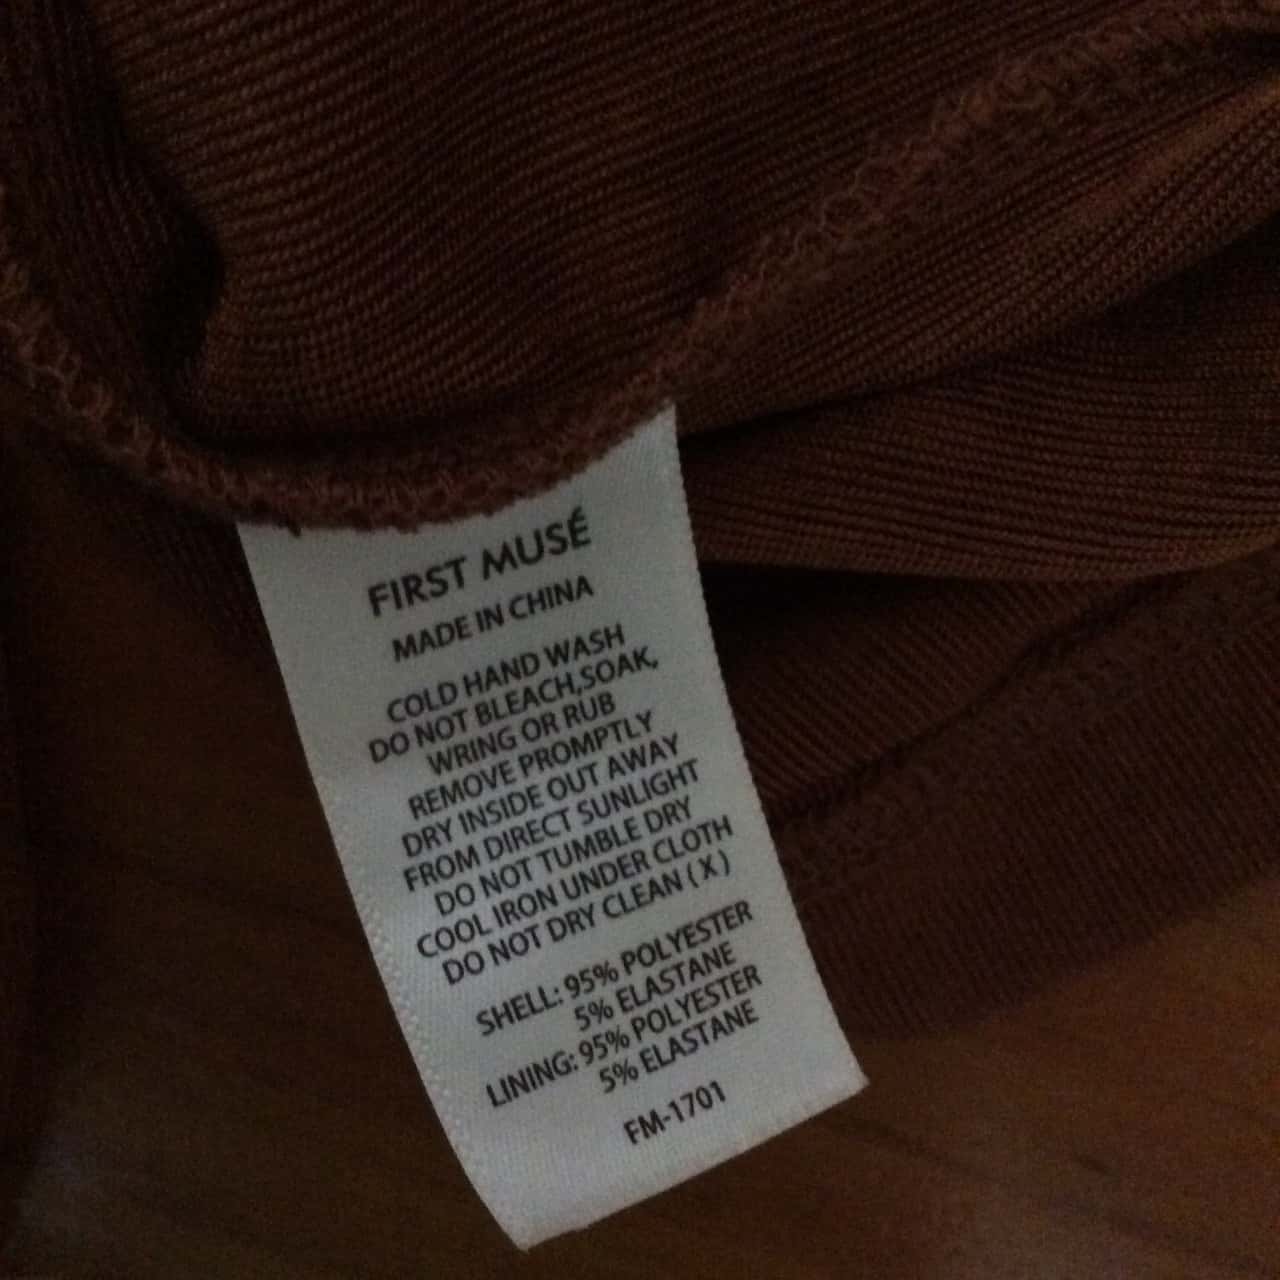 FIRST MUSÉ
MADE IN CHINA
COLD HAND WASH
DO NOT BLEACH,SOAK,
WRING OR RUB
REMOVE PROMPTLY
DRY INSIDE OUT AWAY
FROM DIRECT SUNLIGHT
DO NOT TUMBLE DRY
COOL IRON UNDER CLOTH
DO NOT DRY CLEAN ( X )
SHELL: 95% POLYESTER
5% ELASTANE
LINING: 95% POLYESTER
5% ELASTANE
FM-1701